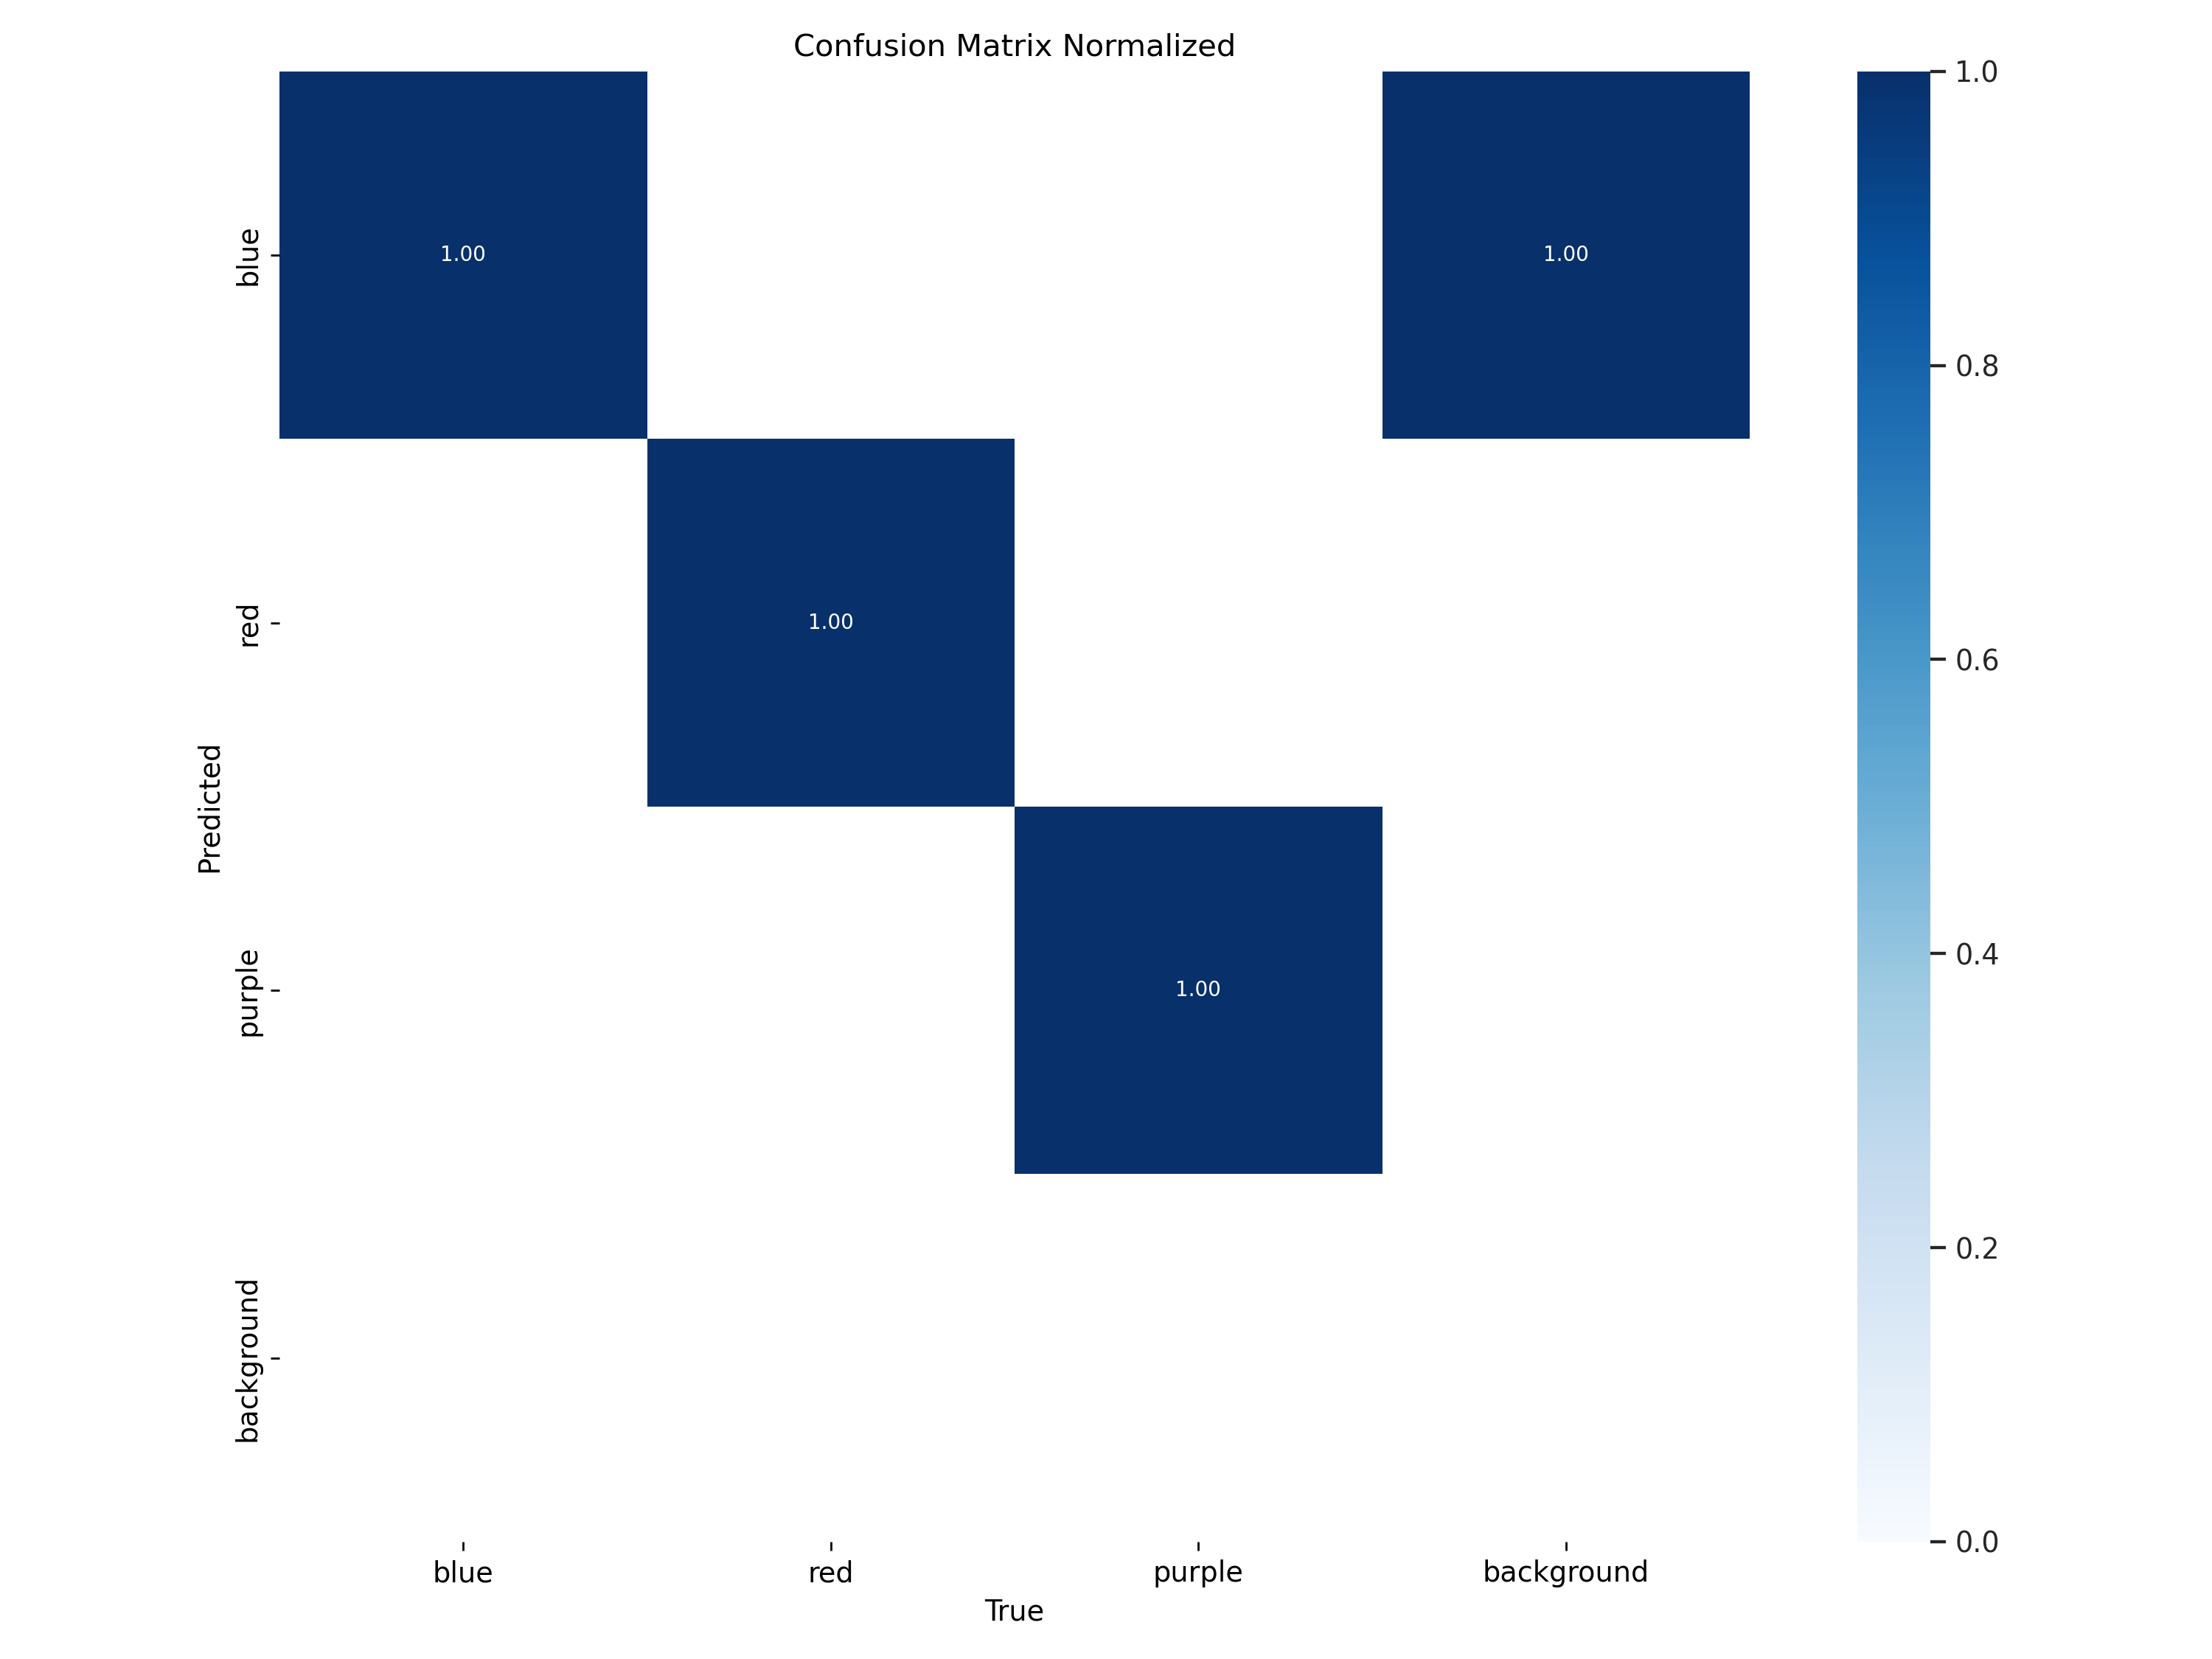 Confusion Matrix Normalized
1.0
blue
1.00
1.00
0.8
red
1.00
0.6
Predicted
purple
1.00
0.4
background
0.2
0.0
blue
red
purple
background
True